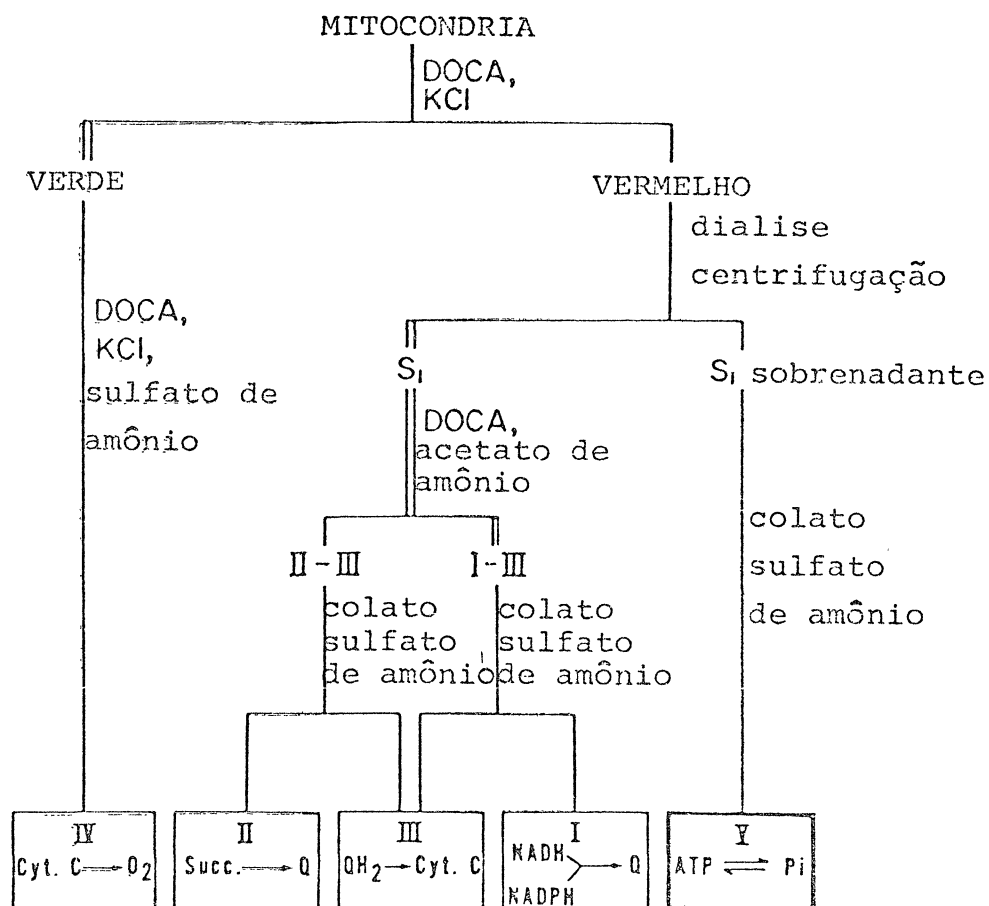 MITOCONDRIA
DOCA,
KCl
VERDE
VERMELHO
dialise
centrifugação
DOCA,
KCl,
sulfato de
amônio
S₁
S₁ sobrenadante
DOCA,
acetato de
amônio
colato
sulfato
de amônio
II-III
I-III
colato
sulfato
de amônio
colato
sulfato
de amônio
IV
Cyt. C → O₂
II
Succ. → Q
III
QH₂ → Cyt. C
I
NADH
→ Q
NADPH
V
ATP ⇌ Pi